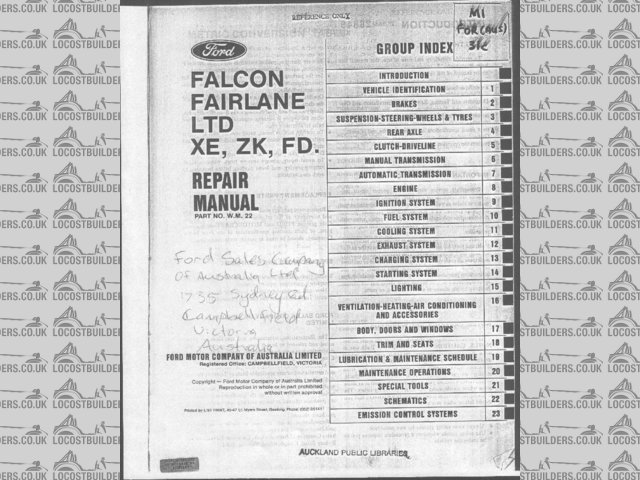 REFERENCE ONLY
M1
FOR (AUS)
312
Ford
FALCON
FAIRLANE
LTD
XE, ZK, FD.
REPAIR
MANUAL
PART NO. W.M. 22
Ford Sales Company
Of Australia Ltd
1735 Sydney Rd
Campbellfield
Victoria
Australia
FORD MOTOR COMPANY OF AUSTRALIA LIMITED
Registered Office: CAMPBELLFIELD, VICTORIA
Copyright — Ford Motor Company of Australia Limited
Reproduction in whole or in part prohibited
without written approval.
GROUP INDEX
INTRODUCTION
VEHICLE IDENTIFICATION 1
BRAKES 2
SUSPENSION-STEERING-WHEELS & TYRES 3
REAR AXLE 4
CLUTCH-DRIVELINE 5
MANUAL TRANSMISSION 6
AUTOMATIC TRANSMISSION 7
ENGINE 8
IGNITION SYSTEM 9
FUEL SYSTEM 10
COOLING SYSTEM 11
EXHAUST SYSTEM 12
CHARGING SYSTEM 13
STARTING SYSTEM 14
LIGHTING 15
VENTILATION-HEATING-AIR CONDITIONING 16
AND ACCESSORIES
BODY, DOORS AND WINDOWS 17
TRIM AND SEATS 18
LUBRICATION & MAINTENANCE SCHEDULE 19
MAINTENANCE OPERATIONS 20
SPECIAL TOOLS 21
SCHEMATICS 22
EMISSION CONTROL SYSTEMS 23
AUCKLAND PUBLIC LIBRARIES
LOCOSTBUILDERS.CO.UK